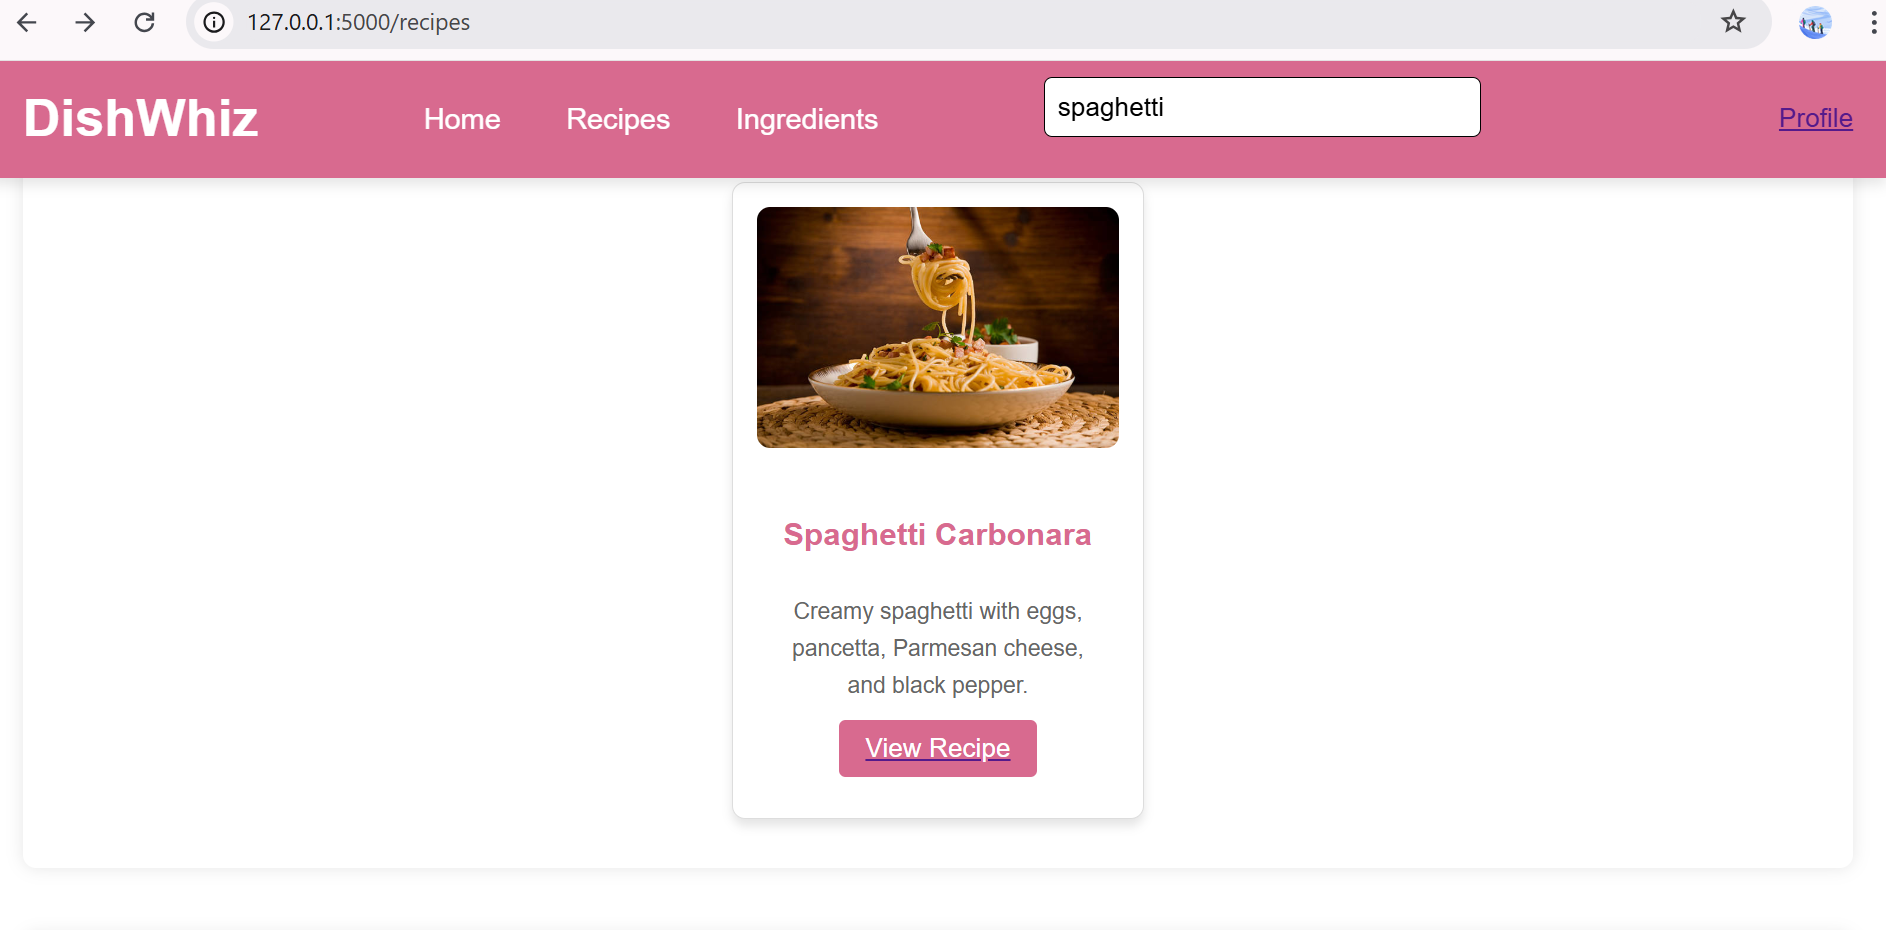 127.0.0.1:5000/recipes
DishWhiz
Home
Recipes
Ingredients
spaghetti
Profile
Spaghetti Carbonara
Creamy spaghetti with eggs,
pancetta, Parmesan cheese,
and black pepper.
View Recipe